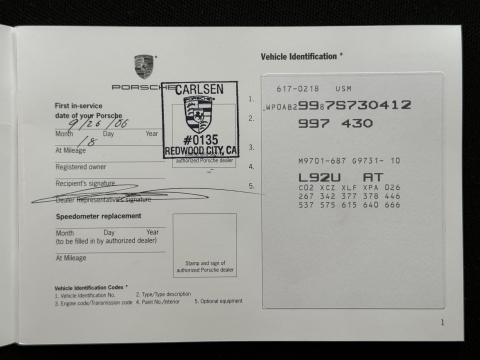 Vehicle Identification *
PORSCHE
CARLSEN
#0135
REDWOOD CITY, CA
authorized Porsche dealer
First in-service
date of your Porsche
9/26/06
Month Day Year
18
At Mileage
Registered owner
Recipient's signature
Dealer Representative's signature
Speedometer replacement
Month Day Year
(to be filled in by authorized dealer)
At Mileage
Stamp and sign of
authorized Porsche dealer
Vehicle Identification Codes *
1. Vehicle Identification No. 2. Type/Type description
3. Engine code/Transmission code 4. Paint No./Interior 5. Optional equipment
1.
2.
3.
4.
5.
617-0218 USM
WP0AB29987S730412
997 430
M9701-687 G9731- 10
L92U AT
C02 XCZ XLF XPA 026
267 342 377 378 446
537 575 615 640 666
1